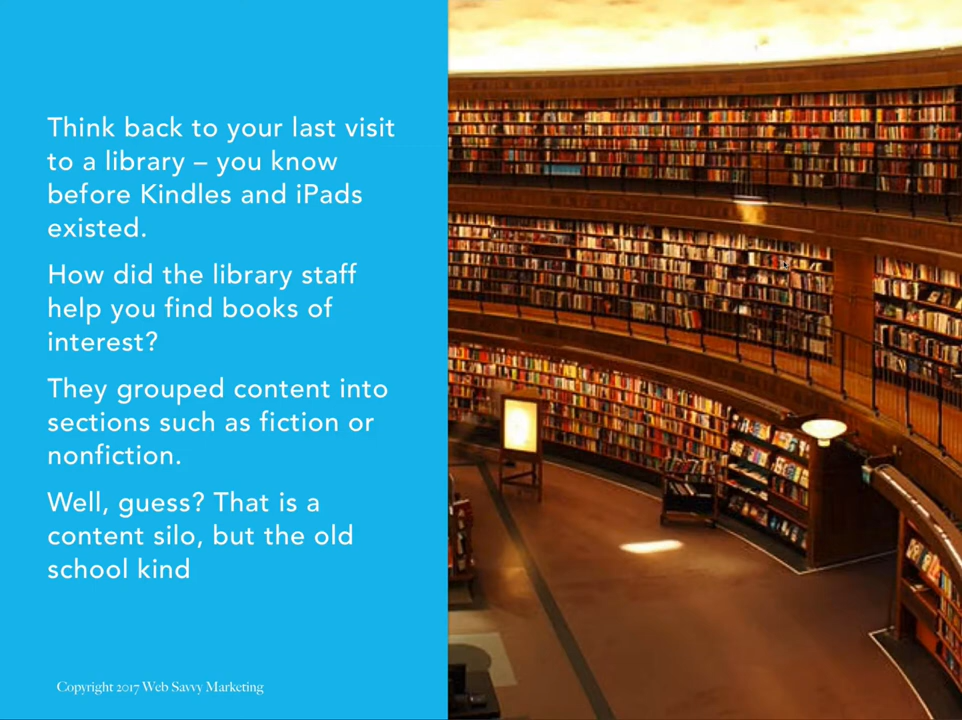 Think back to your last visit
to a library – you know
before Kindles and iPads
existed.
How did the library staff
help you find books of
interest?
They grouped content into
sections such as fiction or
nonfiction.
Well, guess? That is a
content silo, but the old
school kind
Copyright 2017 Web Savvy Marketing